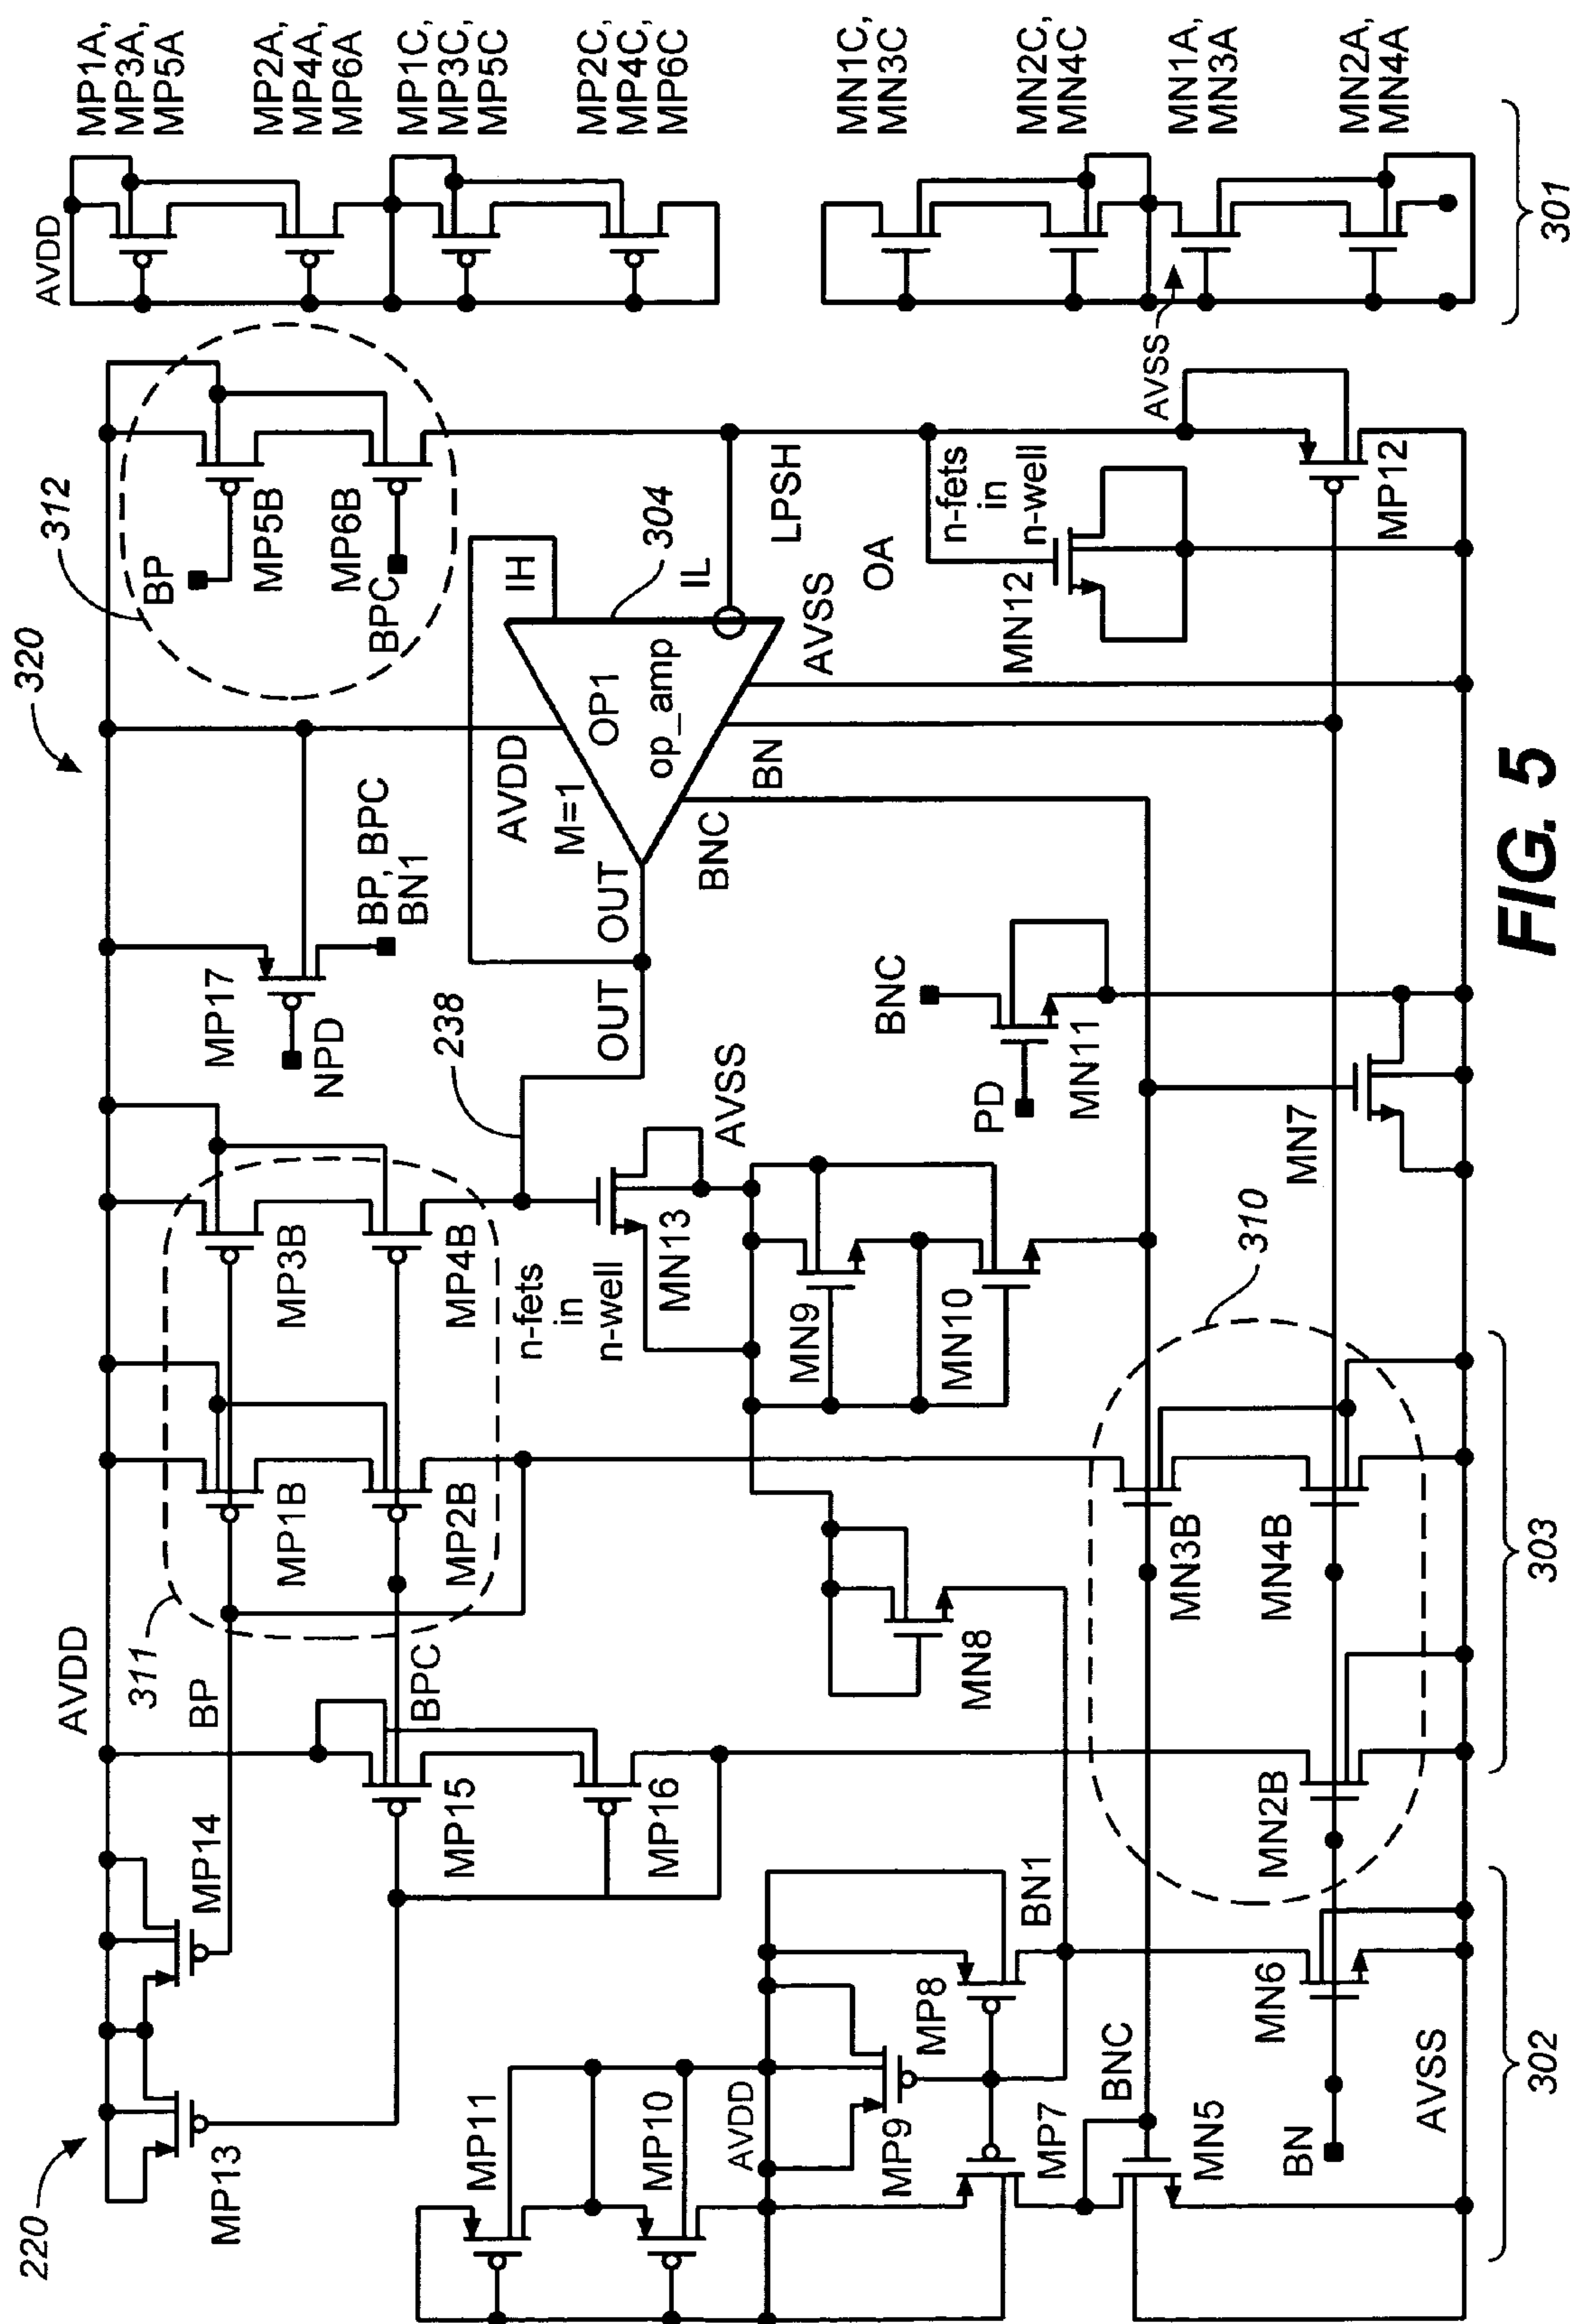 MP1A,
MP3A,
MP5A
MP2A,
MP4A,
MP6A
MP1C,
MP3C,
MP5C
MP2C,
MP4C,
MP6C
MN1C,
MN3C
MN2C,
MN4C
MN1A,
MN3A
MN2A,
MN4A
AVDD
AVSS
301
320
312
BP
MP5B
MP6B
BPC
IH
304
IL
LPSH
OA
n-fets
in
n-well
MN12
MP12
AVDD
M=1
OP1
op_amp
AVSS
BN
BNC
OUT
OUT
238
MP17
NPD
BP, BPC
BN1
BNC
PD
MN11
MN7
FIG. 5
MP3B
MP4B
n-fets
in
n-well
MN13
AVSS
MN9
MN10
310
311
MP1B
MP2B
MN3B
MN4B
303
AVDD
BP
BPC
MP14
MP15
MP16
MN8
MN2B
220
MP13
MP11
MP10
AVDD
MP9
MP8
BN1
MP7
BNC
MN5
MN6
BN
AVSS
302